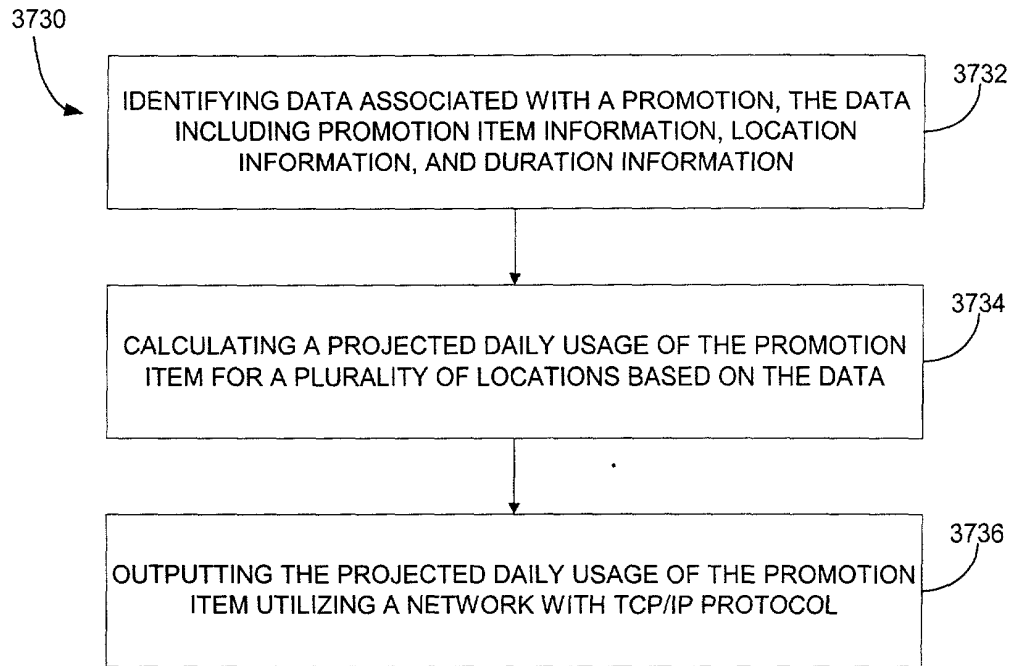 3730
3732
IDENTIFYING DATA ASSOCIATED WITH A PROMOTION, THE DATA
INCLUDING PROMOTION ITEM INFORMATION, LOCATION
INFORMATION, AND DURATION INFORMATION
3734
CALCULATING A PROJECTED DAILY USAGE OF THE PROMOTION
ITEM FOR A PLURALITY OF LOCATIONS BASED ON THE DATA
3736
OUTPUTTING THE PROJECTED DAILY USAGE OF THE PROMOTION
ITEM UTILIZING A NETWORK WITH TCP/IP PROTOCOL